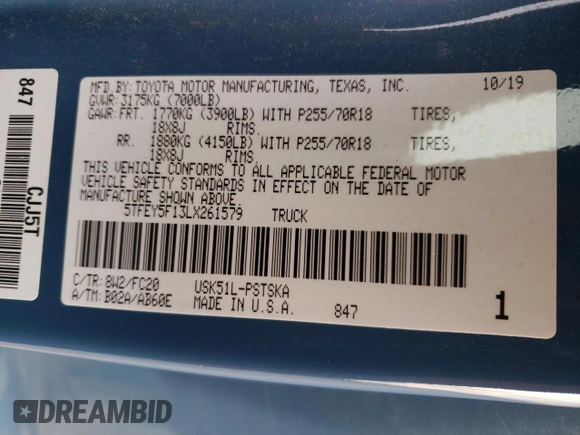 847
CJJ5T
MFD BY: TOYOTA MOTOR MANUFACTURING, TEXAS, INC. 10/19
GVWR: 3175KG (7000LB)
GAWR: FRT. 1770KG (3900LB) WITH P255/70R18 TIRES,
18X8J RIMS.
RR. 1880KG (4150LB) WITH P255/70R18 TIRES,
18X8J RIMS.
THIS VEHICLE CONFORMS TO ALL APPLICABLE FEDERAL MOTOR
VEHICLE SAFETY STANDARDS IN EFFECT ON THE DATE OF
MANUFACTURE SHOWN ABOVE.
5TFEY5F13LX261579 TRUCK
C/TR: 8W2/FC20 USK51L-PSTSKA
A/TM: B02A/AB60E MADE IN U.S.A. 847 1
DREAMBID